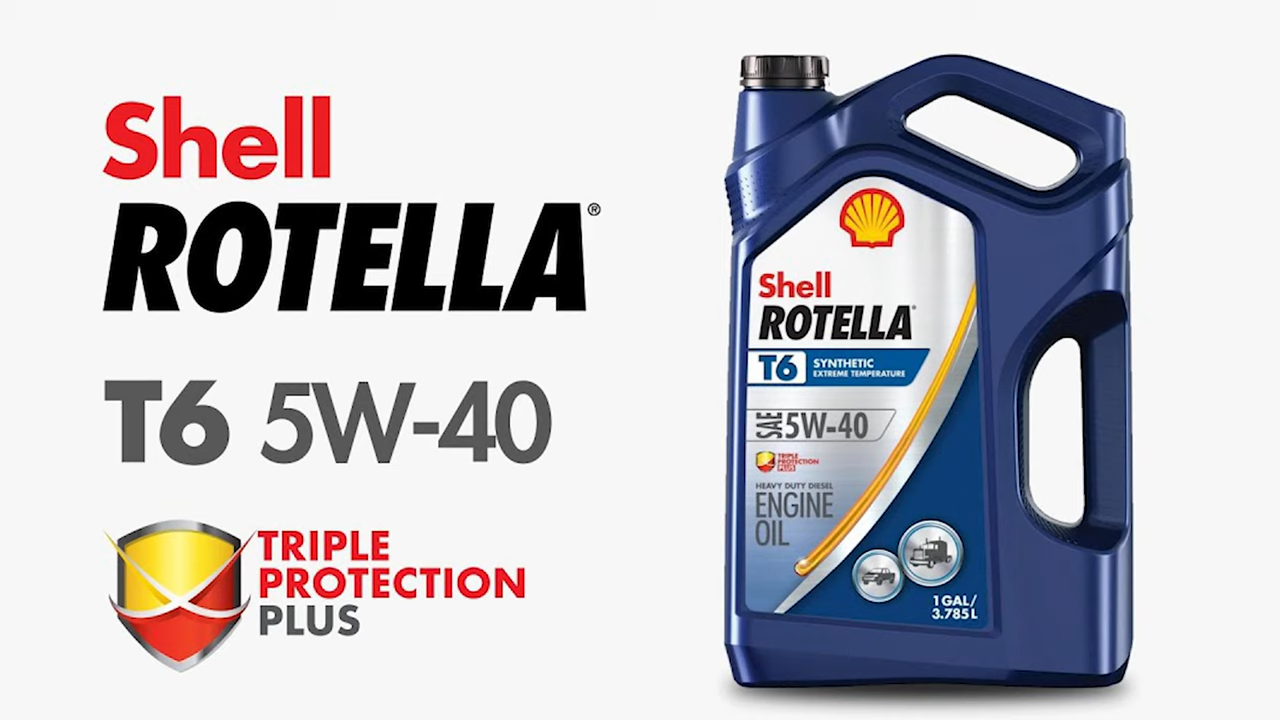 Shell
ROTELLA®
T6 5W-40
TRIPLE
PROTECTION
PLUS
Shell
ROTELLA®
T6 SYNTHETIC
EXTREME TEMPERATURE
SAE 5W-40
TRIPLE
PROTECTION
PLUS
HEAVY DUTY DIESEL
ENGINE
OIL
1 GAL/
3.785 L